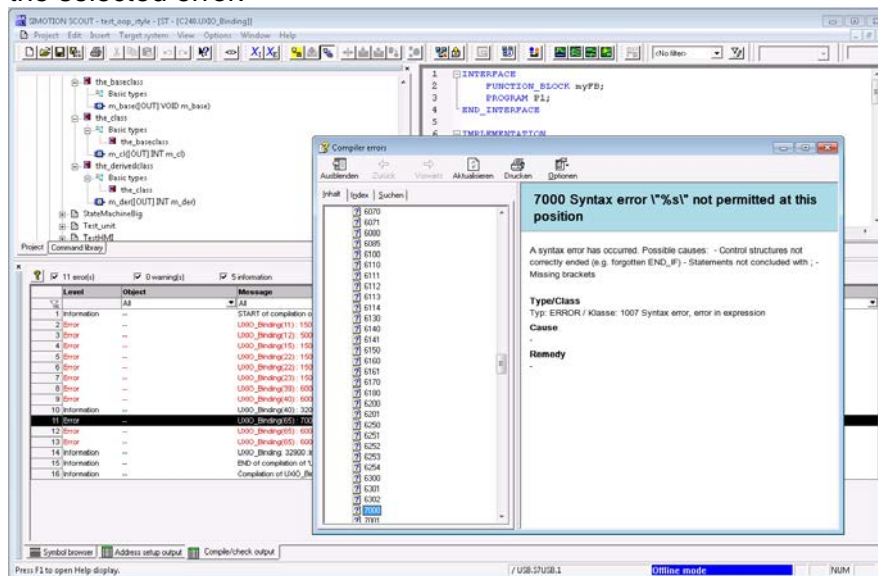 the selected error.
SIMOTION SCOUT - test_oop_style - [ST - [C240.UXIO_Binding]]
Project Edit Insert Target system View Options Window Help
<No filter>
the_baseclass
Basic types
m_base([OUT] VOID m_base)
the_class
Basic types
the_baseclass
m_cl([OUT] INT m_cl)
the_derivedclass
Basic types
the_class
m_der([OUT] INT m_der)
StateMachineBig
Test_unit
TestHMI
Project Command library
1 INTERFACE
2 FUNCTION_BLOCK myFB;
3 PROGRAM P1;
4 END_INTERFACE
5
6 IMPLEMENTATION
Compiler errors
Ausblenden Zurück Vorwärts Aktualisieren Drucken Optionen
Inhalt Index Suchen
6070
6071
6080
6085
6100
6110
6111
6112
6113
6114
6130
6140
6141
6150
6160
6161
6170
6180
6200
6201
6250
6251
6252
6253
6254
6300
6301
6302
7000
7001
7000 Syntax error \"%s\" not permitted at this
position
A syntax error has occurred. Possible causes: - Control structures not
correctly ended (e.g. forgotten END_IF) - Statements not concluded with ; -
Missing brackets
Type/Class
Typ: ERROR / Klasse: 1007 Syntax error, error in expression
Cause
-
Remedy
-
11 error(s) 0 warning(s) 5 information
Level Object Message
All All
1 Information -- START of compilation o
2 Error -- UXIO_Binding(11) : 150
3 Error -- UXIO_Binding(12) : 500
4 Error -- UXIO_Binding(15) : 150
5 Error -- UXIO_Binding(22) : 150
6 Error -- UXIO_Binding(22) : 150
7 Error -- UXIO_Binding(23) : 150
8 Error -- UXIO_Binding(39) : 600
9 Error -- UXIO_Binding(40) : 600
10 Information -- UXIO_Binding(40) : 320
11 Error -- UXIO_Binding(65) : 700
12 Error -- UXIO_Binding(65) : 600
13 Error -- UXIO_Binding(65) : 600
14 Information -- UXIO_Binding: 32900
15 Information -- END of compilation of
16 Information -- Compilation of UXIO_Bi
Symbol browser Address setup output Compile/check output
Press F1 to open Help display. / USB.S7USB.1 Offline mode NUM